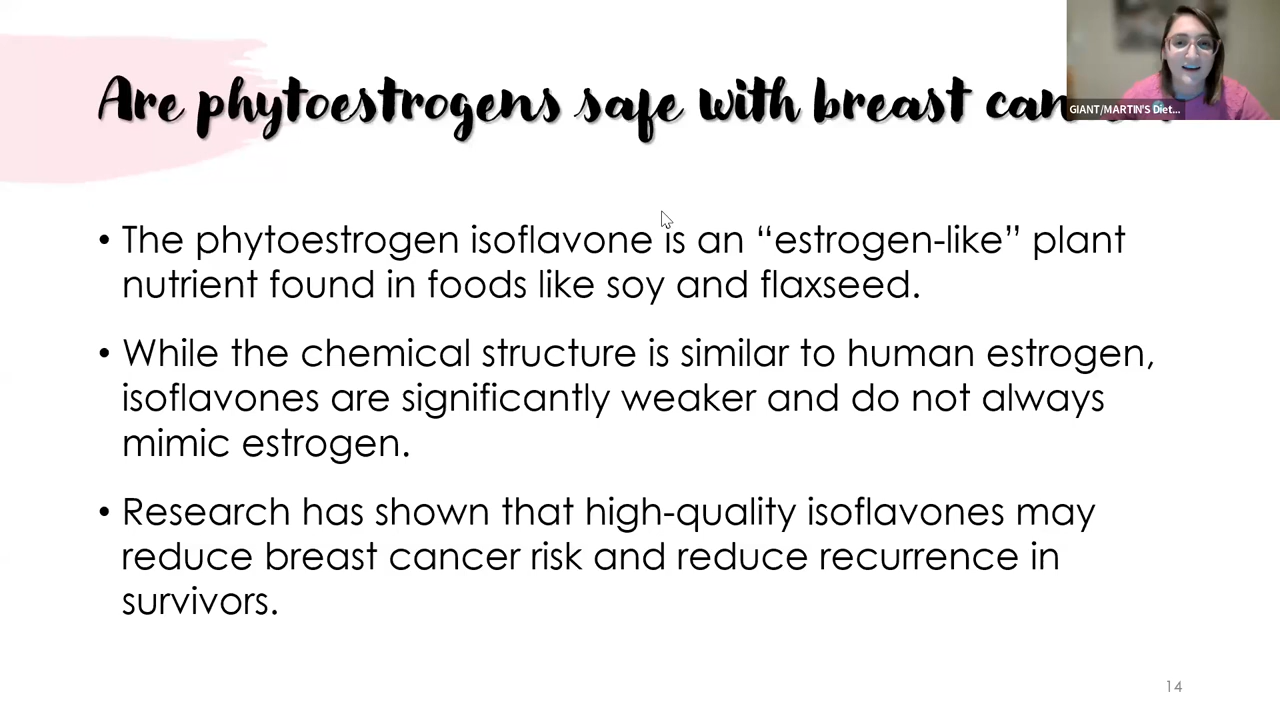 Are phytoestrogens safe with breast can
GIANT/MARTIN'S Diet...
• The phytoestrogen isoflavone is an “estrogen-like” plant
nutrient found in foods like soy and flaxseed.
• While the chemical structure is similar to human estrogen,
isoflavones are significantly weaker and do not always
mimic estrogen.
• Research has shown that high-quality isoflavones may
reduce breast cancer risk and reduce recurrence in
survivors.
14